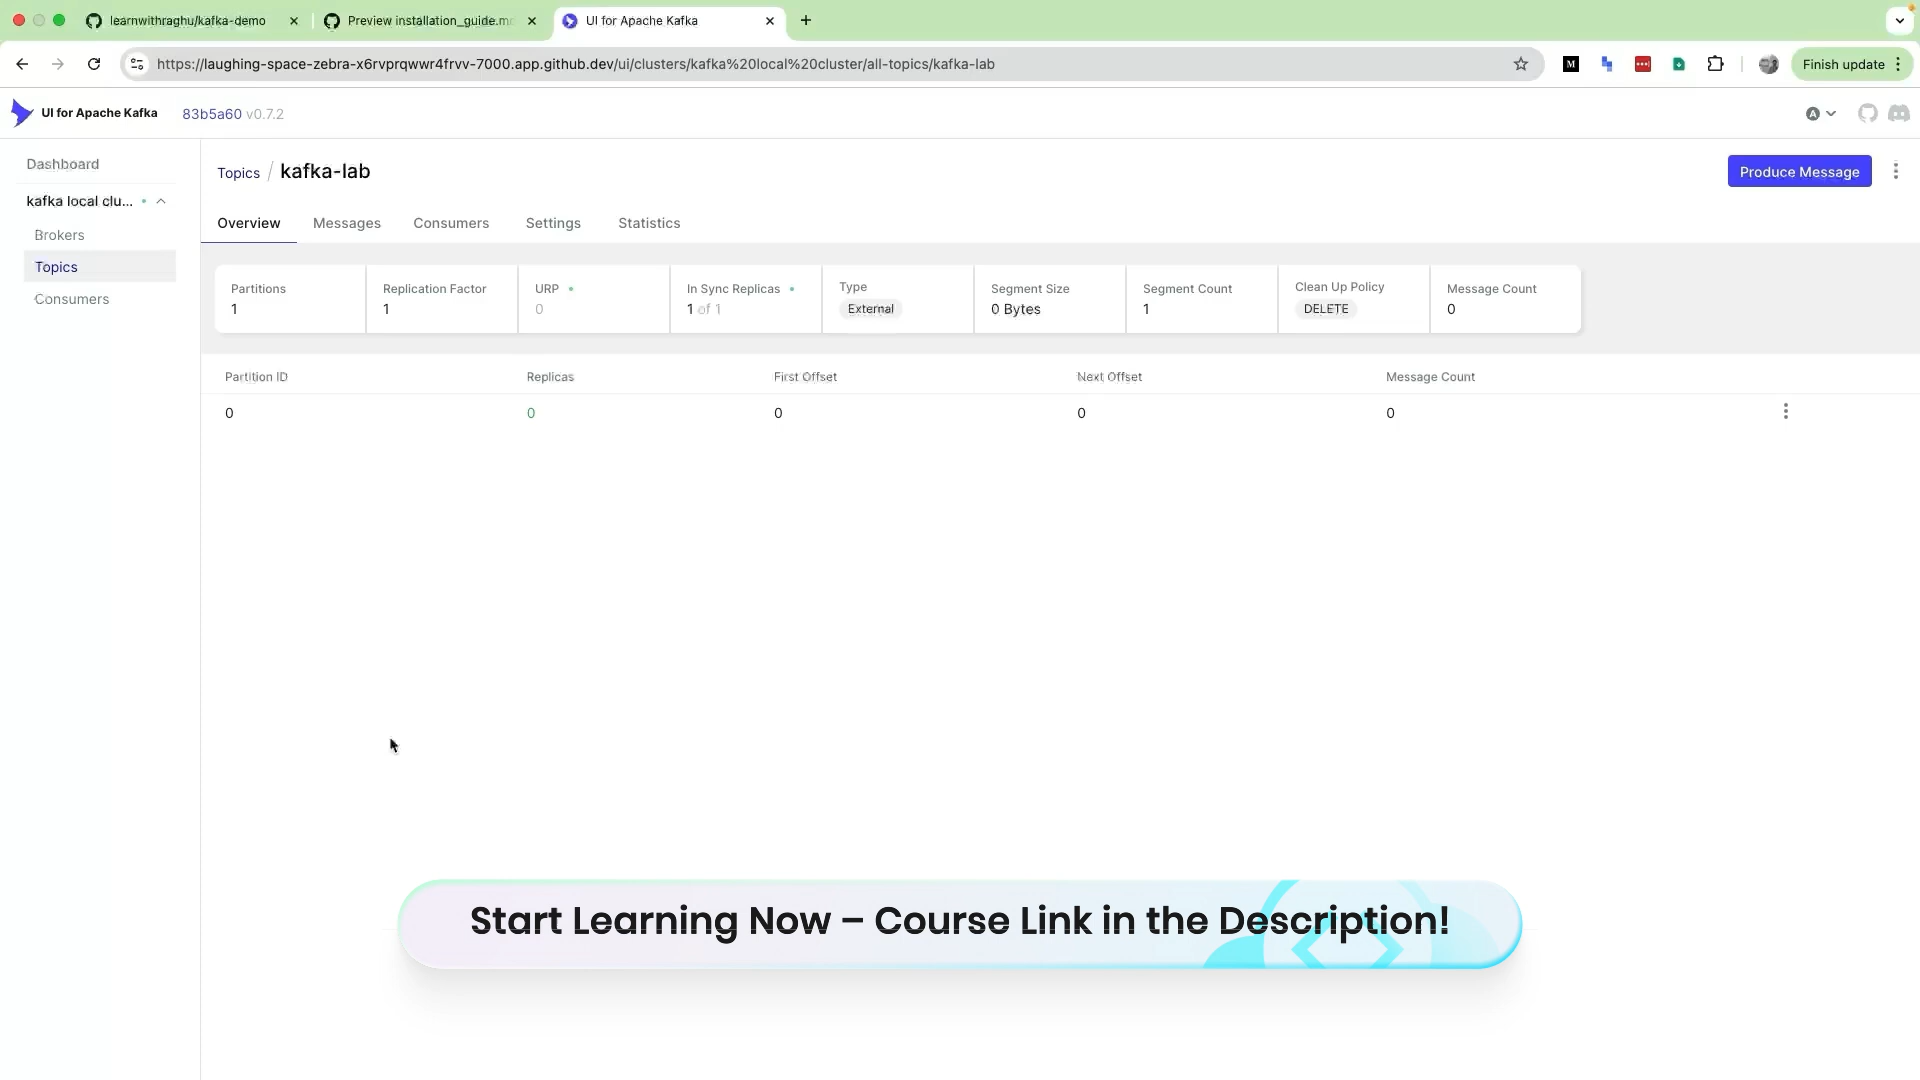 learnwithraghu/kafka-demo
Preview installation_guide.m
UI for Apache Kafka
https://laughing-space-zebra-x6rvprqwwr4frvv-7000.app.github.dev/ui/clusters/kafka%20local%20cluster/all-topics/kafka-lab
M
Finish update
UI for Apache Kafka
83b5a60 v0.7.2
A
Dashboard
kafka local clu...
Brokers
Topics
Consumers
Topics / kafka-lab
Produce Message
Overview Messages Consumers Settings Statistics
Partitions Replication Factor URP In Sync Replicas Type Segment Size Segment Count Clean Up Policy Message Count
1 1 0 1 of 1 External 0 Bytes 1 DELETE 0
Partition ID Replicas First Offset Next Offset Message Count
0 0 0 0 0
Start Learning Now – Course Link in the Description!